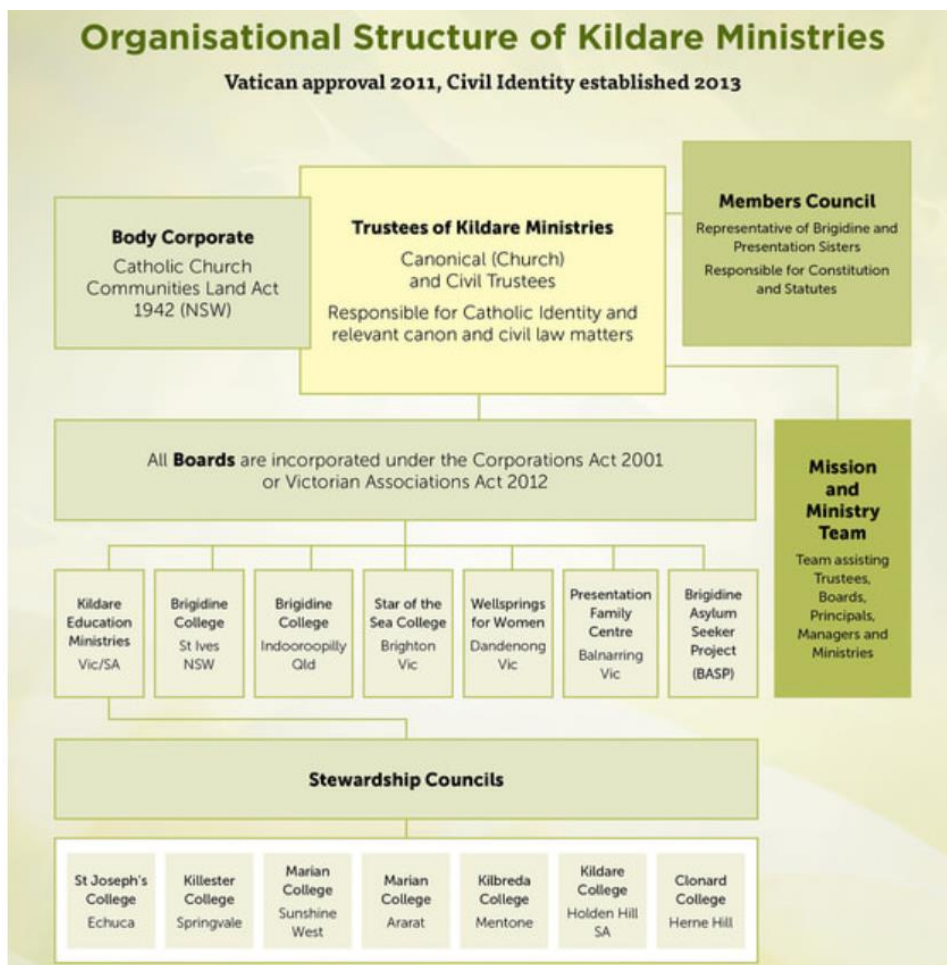 Organisational Structure of Kildare Ministries
Vatican approval 2011, Civil Identity established 2013
Body Corporate
Catholic Church
Communities Land Act
1942 (NSW)
Trustees of Kildare Ministries
Canonical (Church)
and Civil Trustees
Responsible for Catholic Identity and
relevant canon and civil law matters
Members Council
Representative of Brigidine and
Presentation Sisters
Responsible for Constitution
and Statutes
All Boards are incorporated under the Corporations Act 2001
or Victorian Associations Act 2012
Mission
and
Ministry
Team
Team assisting
Trustees,
Boards,
Principals,
Managers and
Ministries
Kildare
Education
Ministries
Vic/SA
Brigidine
College
St Ives
NSW
Brigidine
College
Indooroopilly
Qld
Star of the
Sea College
Brighton
Vic
Wellsprings
for Women
Dandenong
Vic
Presentation
Family
Centre
Balnarring
Vic
Brigidine
Asylum
Seeker
Project
(BASP)
Stewardship Councils
St Joseph's
College
Echuca
Killester
College
Springvale
Marian
College
Sunshine
West
Marian
College
Ararat
Kilbreda
College
Mentone
Kildare
College
Holden Hill
SA
Clonard
College
Herne Hill